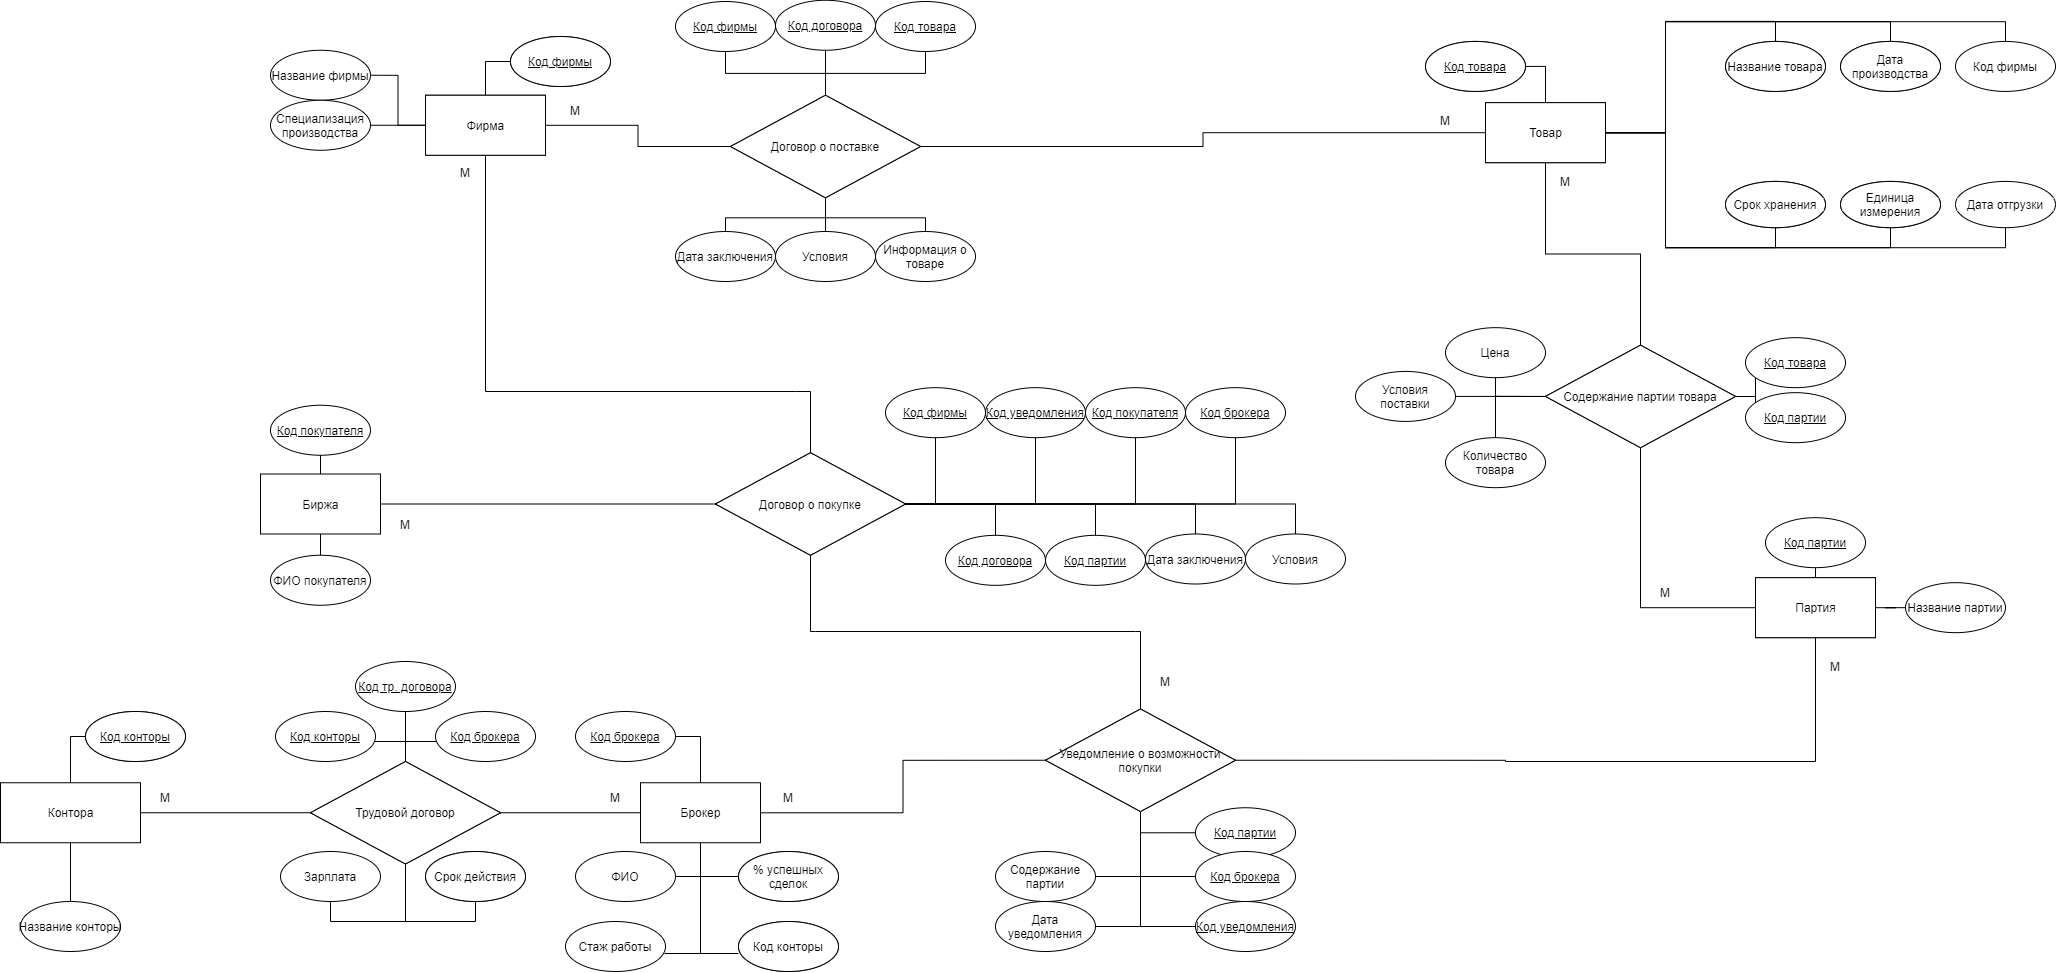 Код фирмы
Код договора
Код товара
Название фирмы
Код фирмы
Специализация
производства
Фирма
М
М
Договор о поставке
Дата заключения
Условия
Информация о
товаре
Код товара
М
Товар
М
Название товара
Дата
производства
Код фирмы
Срок хранения
Единица
измерения
Дата отгрузки
Цена
Условия
поставки
Количество
товара
Содержание партии товара
Код товара
Код партии
Код покупателя
Биржа
М
ФИО покупателя
Договор о покупке
Код фирмы
Код уведомления
Код покупателя
Код брокера
Код договора
Код партии
Дата заключения
Условия
Код партии
М
Партия
Название партии
М
М
Код конторы
Контора
М
Название конторы
Код тр. договора
Код конторы
Код брокера
Трудовой договор
Зарплата
Срок действия
Код брокера
М
Брокер
М
ФИО
% успешных
сделок
Стаж работы
Код конторы
Уведомление о возможности
покупки
Код партии
Содержание
партии
Код брокера
Дата
уведомления
Код уведомления